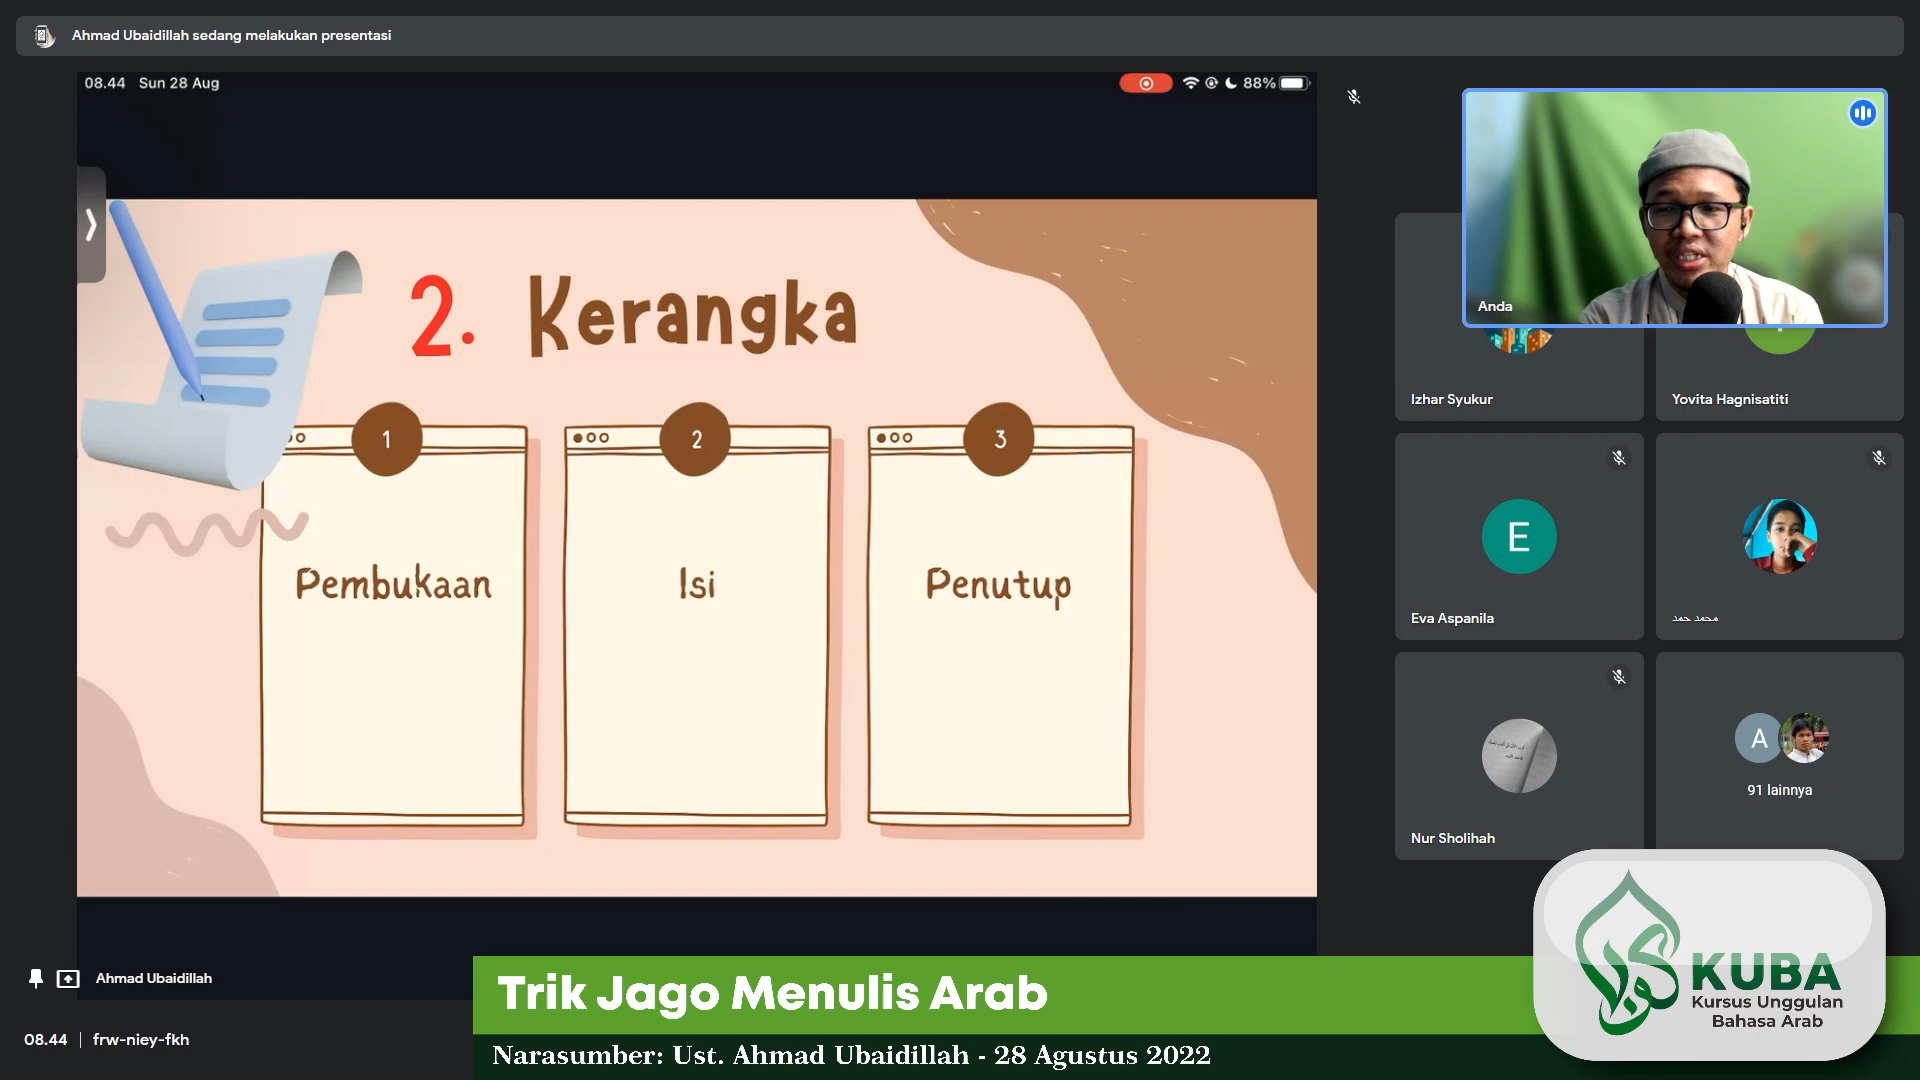 Ahmad Ubaidillah sedang melakukan presentasi
08.44 Sun 28 Aug
88%
2. Kerangka
1
2
3
Pembukaan
Isi
Penutup
Anda
Izhar Syukur
Yovita Hagnisatiti
E
Eva Aspanila
محمد حمد
Nur Sholihah
A
91 lainnya
Ahmad Ubaidillah
08.44 | frw-niey-fkh
Trik Jago Menulis Arab
Narasumber: Ust. Ahmad Ubaidillah - 28 Agustus 2022
KUBA
Kursus Unggulan
Bahasa Arab